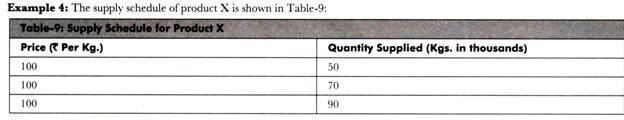 Example 4: The supply schedule of product X is shown in Table-9:
Table-9: Supply Schedule for Product X
Price (₹ Per Kg.) Quantity Supplied (Kgs. in thousands)
100 50
100 70
100 90